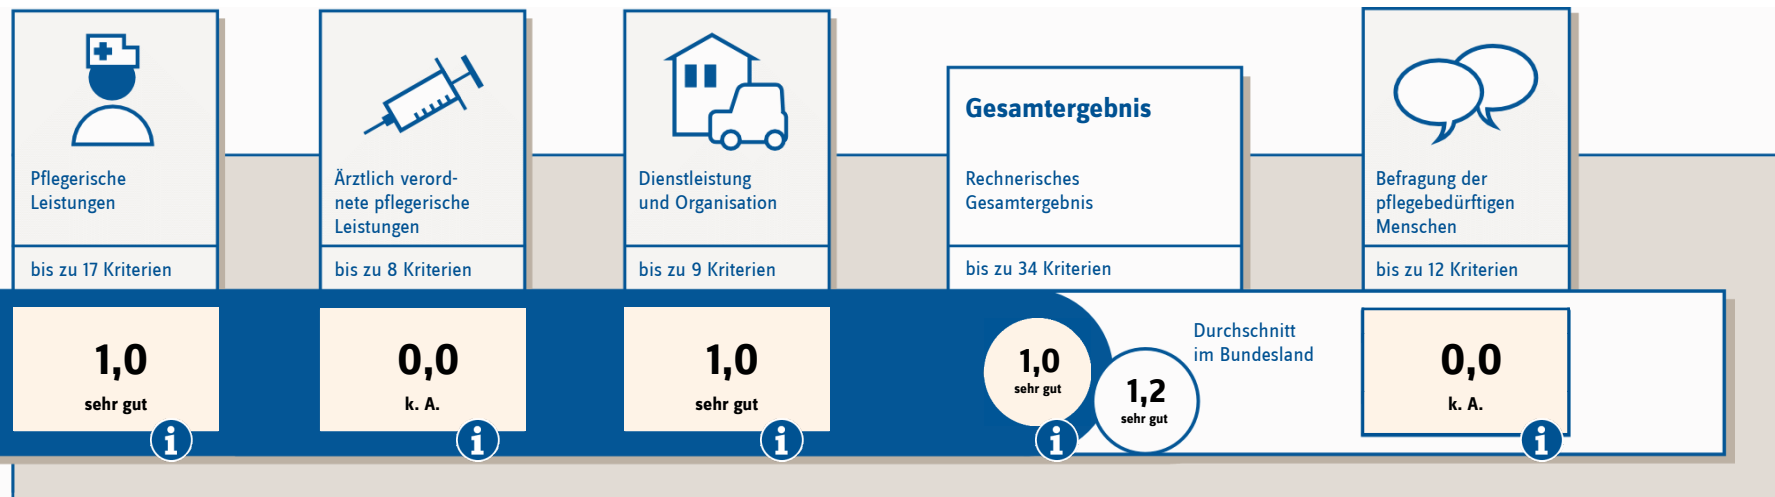 Pflegerische
Leistungen
bis zu 17 Kriterien
1,0
sehr gut
i
Ärztlich verord-
nete pflegerische
Leistungen
bis zu 8 Kriterien
0,0
k. A.
i
Dienstleistung
und Organisation
bis zu 9 Kriterien
1,0
sehr gut
i
Gesamtergebnis
Rechnerisches
Gesamtergebnis
bis zu 34 Kriterien
1,0
sehr gut
i
1,2
sehr gut
Durchschnitt
im Bundesland
Befragung der
pflegebedürftigen
Menschen
bis zu 12 Kriterien
0,0
k. A.
i